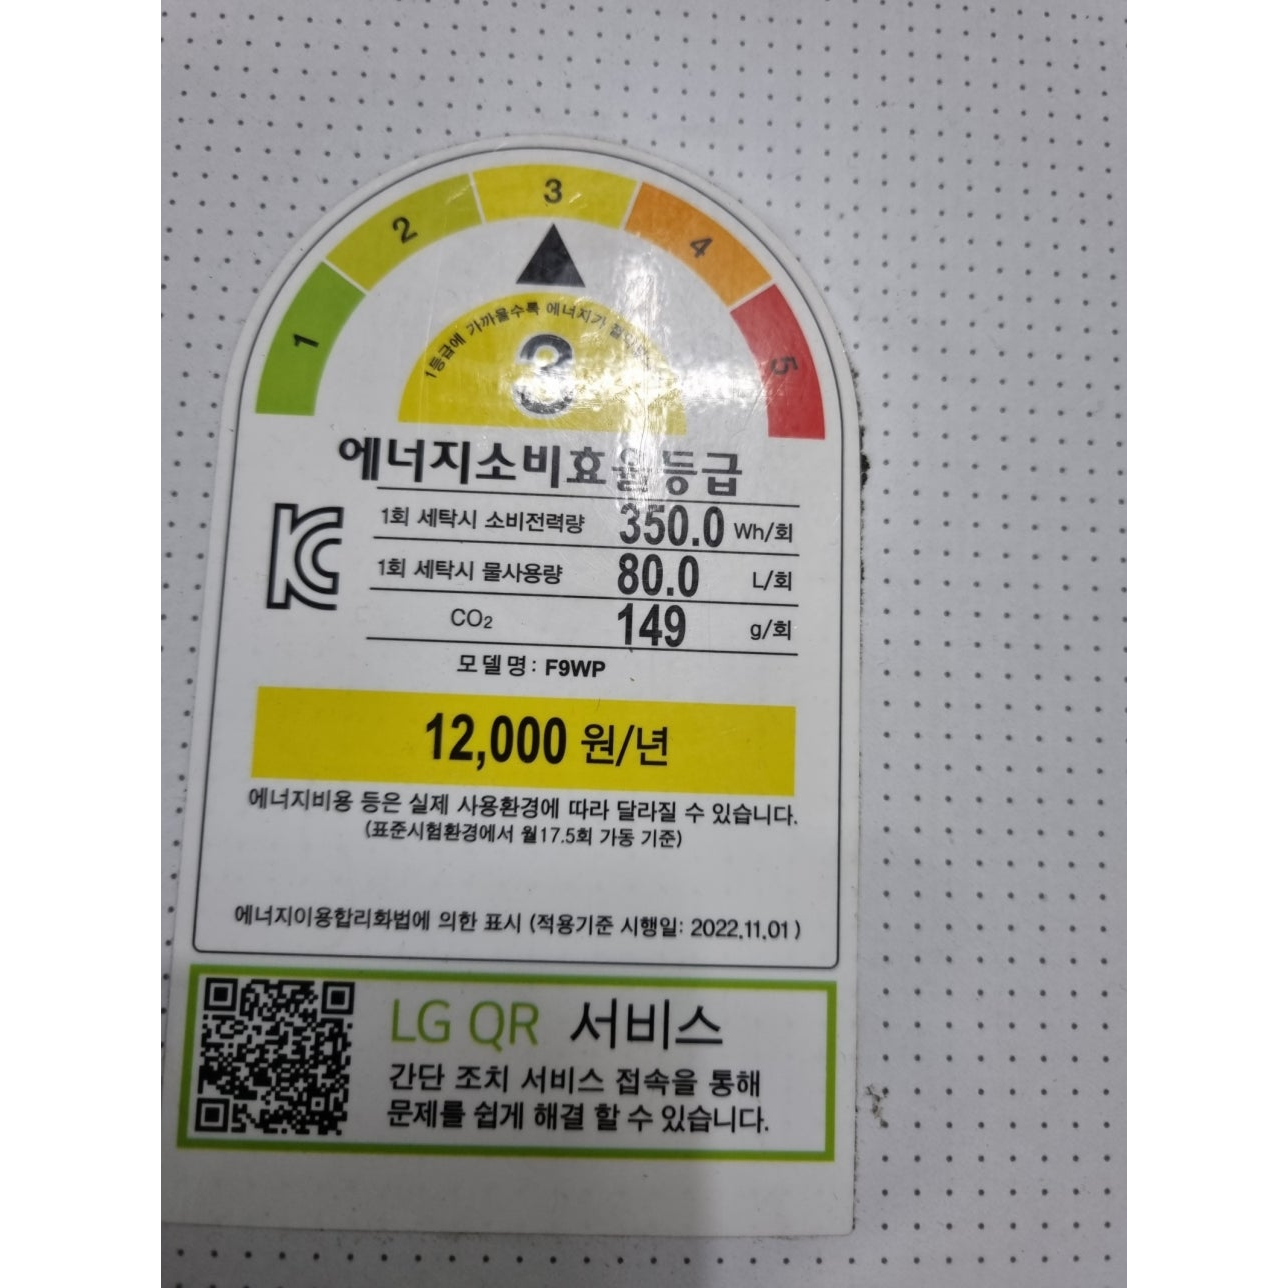 1
2
3
4
5
1등급에 가까울수록 에너지가
3
에너지소비효율등급
KC
1회 세탁시 소비전력량 350.0 Wh/회
1회 세탁시 물사용량 80.0 L/회
CO2 149 g/회
모델명: F9WP
12,000 원/년
에너지비용 등은 실제 사용환경에 따라 달라질 수 있습니다.
(표준시험환경에서 월17.5회 가동 기준)
에너지이용합리화법에 의한 표시 (적용기준 시행일: 2022.11.01)
LG QR 서비스
간단 조치 서비스 접속을 통해
문제를 쉽게 해결 할 수 있습니다.